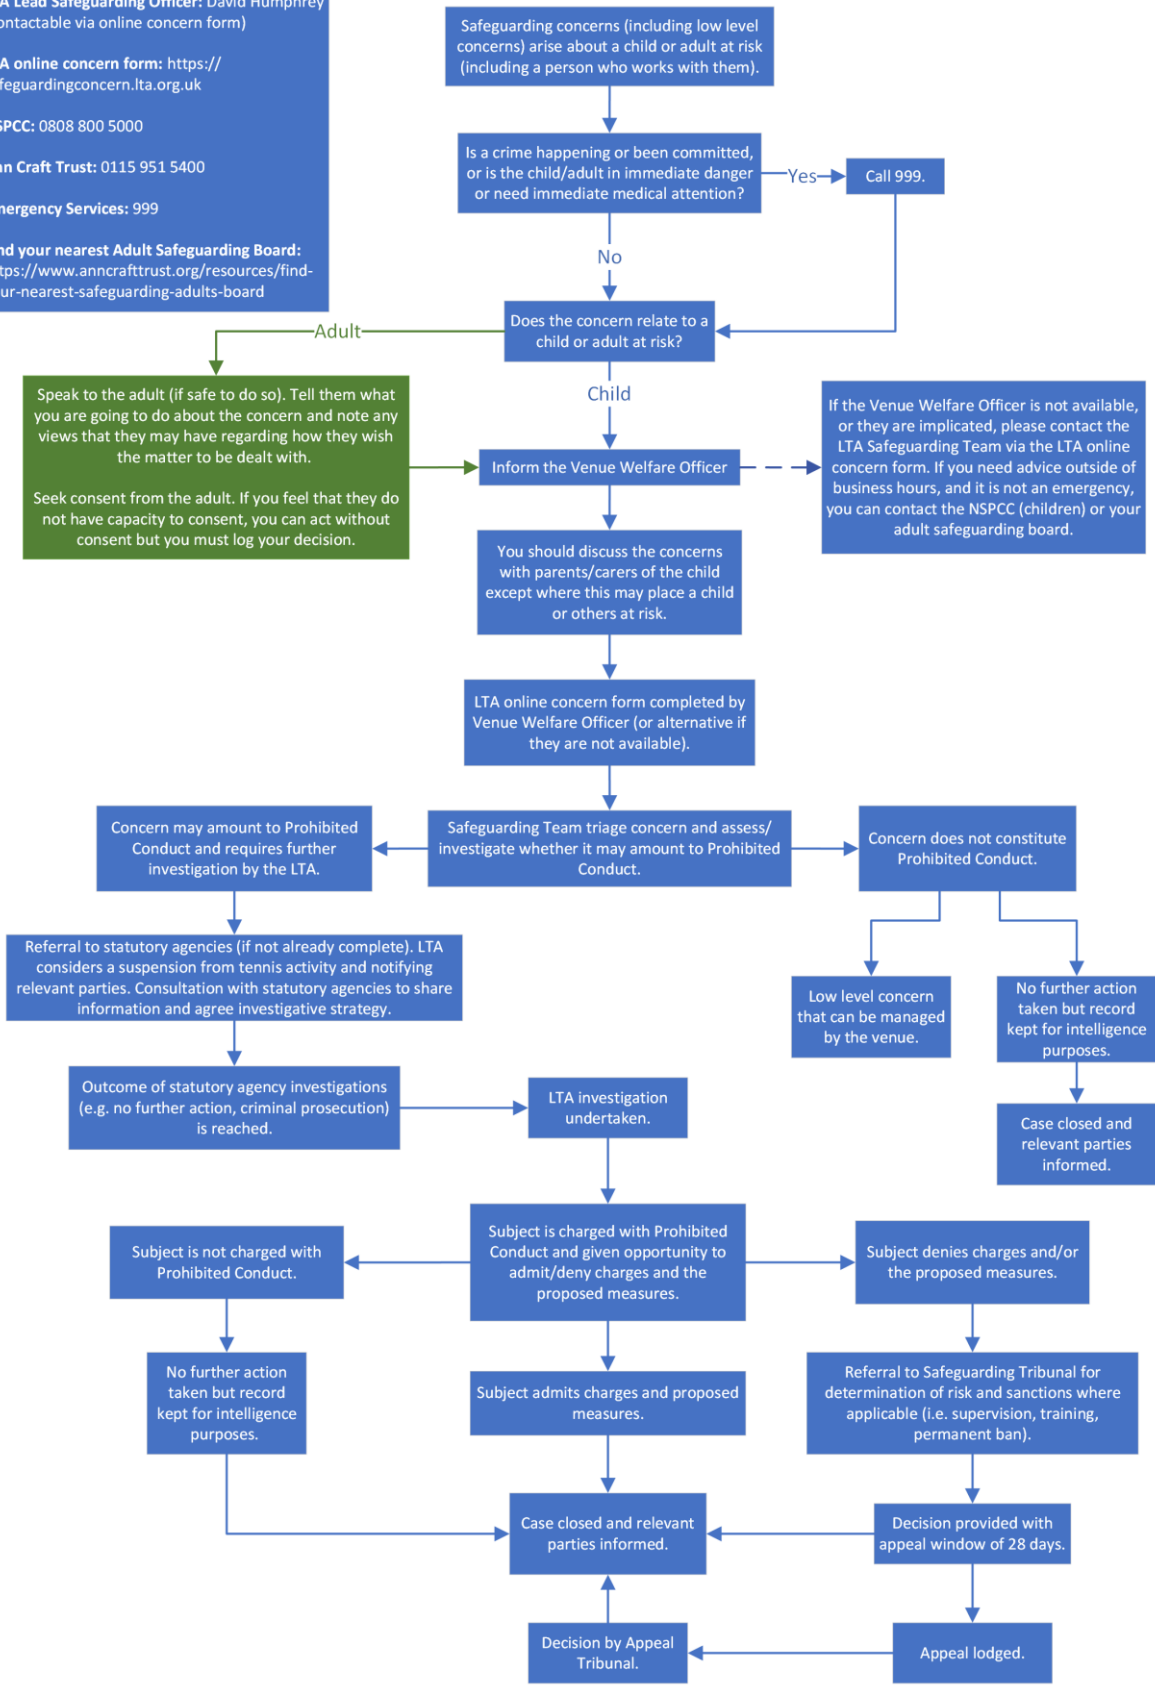 A Lead Safeguarding Officer: David Humphrey
ontactable via online concern form)
A online concern form: https://
feguardingconcern.lta.org.uk
SPCC: 0808 800 5000
nn Craft Trust: 0115 951 5400
mergency Services: 999
nd your nearest Adult Safeguarding Board:
tps://www.anncrafttrust.org/resources/find-
ur-nearest-safeguarding-adults-board
Safeguarding concerns (including low level
concerns) arise about a child or adult at risk
(including a person who works with them).
Is a crime happening or been committed,
or is the child/adult in immediate danger
or need immediate medical attention?
Yes
Call 999.
No
Does the concern relate to a
child or adult at risk?
Adult
Child
Speak to the adult (if safe to do so). Tell them what
you are going to do about the concern and note any
views that they may have regarding how they wish
the matter to be dealt with.
Seek consent from the adult. If you feel that they do
not have capacity to consent, you can act without
consent but you must log your decision.
Inform the Venue Welfare Officer
If the Venue Welfare Officer is not available,
or they are implicated, please contact the
LTA Safeguarding Team via the LTA online
concern form. If you need advice outside of
business hours, and it is not an emergency,
you can contact the NSPCC (children) or your
adult safeguarding board.
You should discuss the concerns
with parents/carers of the child
except where this may place a child
or others at risk.
LTA online concern form completed by
Venue Welfare Officer (or alternative if
they are not available).
Safeguarding Team triage concern and assess/
investigate whether it may amount to Prohibited
Conduct.
Concern may amount to Prohibited
Conduct and requires further
investigation by the LTA.
Concern does not constitute
Prohibited Conduct.
Referral to statutory agencies (if not already complete). LTA
considers a suspension from tennis activity and notifying
relevant parties. Consultation with statutory agencies to share
information and agree investigative strategy.
Low level concern
that can be managed
by the venue.
No further action
taken but record
kept for intelligence
purposes.
Outcome of statutory agency investigations
(e.g. no further action, criminal prosecution)
is reached.
LTA investigation
undertaken.
Case closed and
relevant parties
informed.
Subject is not charged with
Prohibited Conduct.
Subject is charged with Prohibited
Conduct and given opportunity to
admit/deny charges and the
proposed measures.
Subject denies charges and/or
the proposed measures.
No further action
taken but record
kept for intelligence
purposes.
Subject admits charges and proposed
measures.
Referral to Safeguarding Tribunal for
determination of risk and sanctions where
applicable (i.e. supervision, training,
permanent ban).
Case closed and relevant
parties informed.
Decision provided with
appeal window of 28 days.
Decision by Appeal
Tribunal.
Appeal lodged.